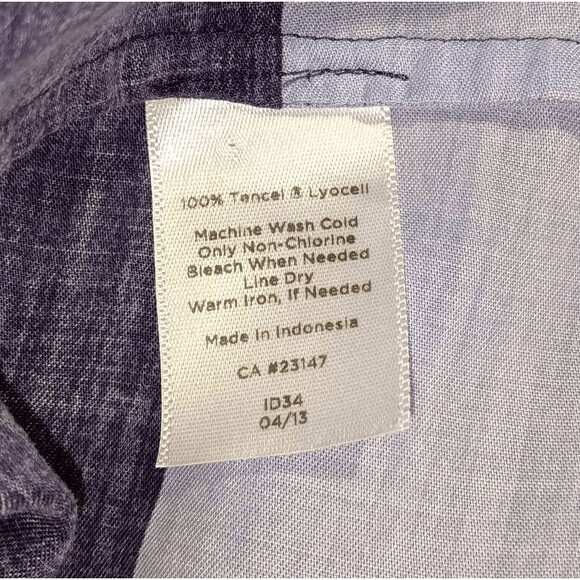 100% Tencel ® Lyocell
Machine Wash Cold
Only Non-Chlorine
Bleach When Needed
Line Dry
Warm Iron, If Needed
Made In Indonesia
CA #23147
ID34
04/13